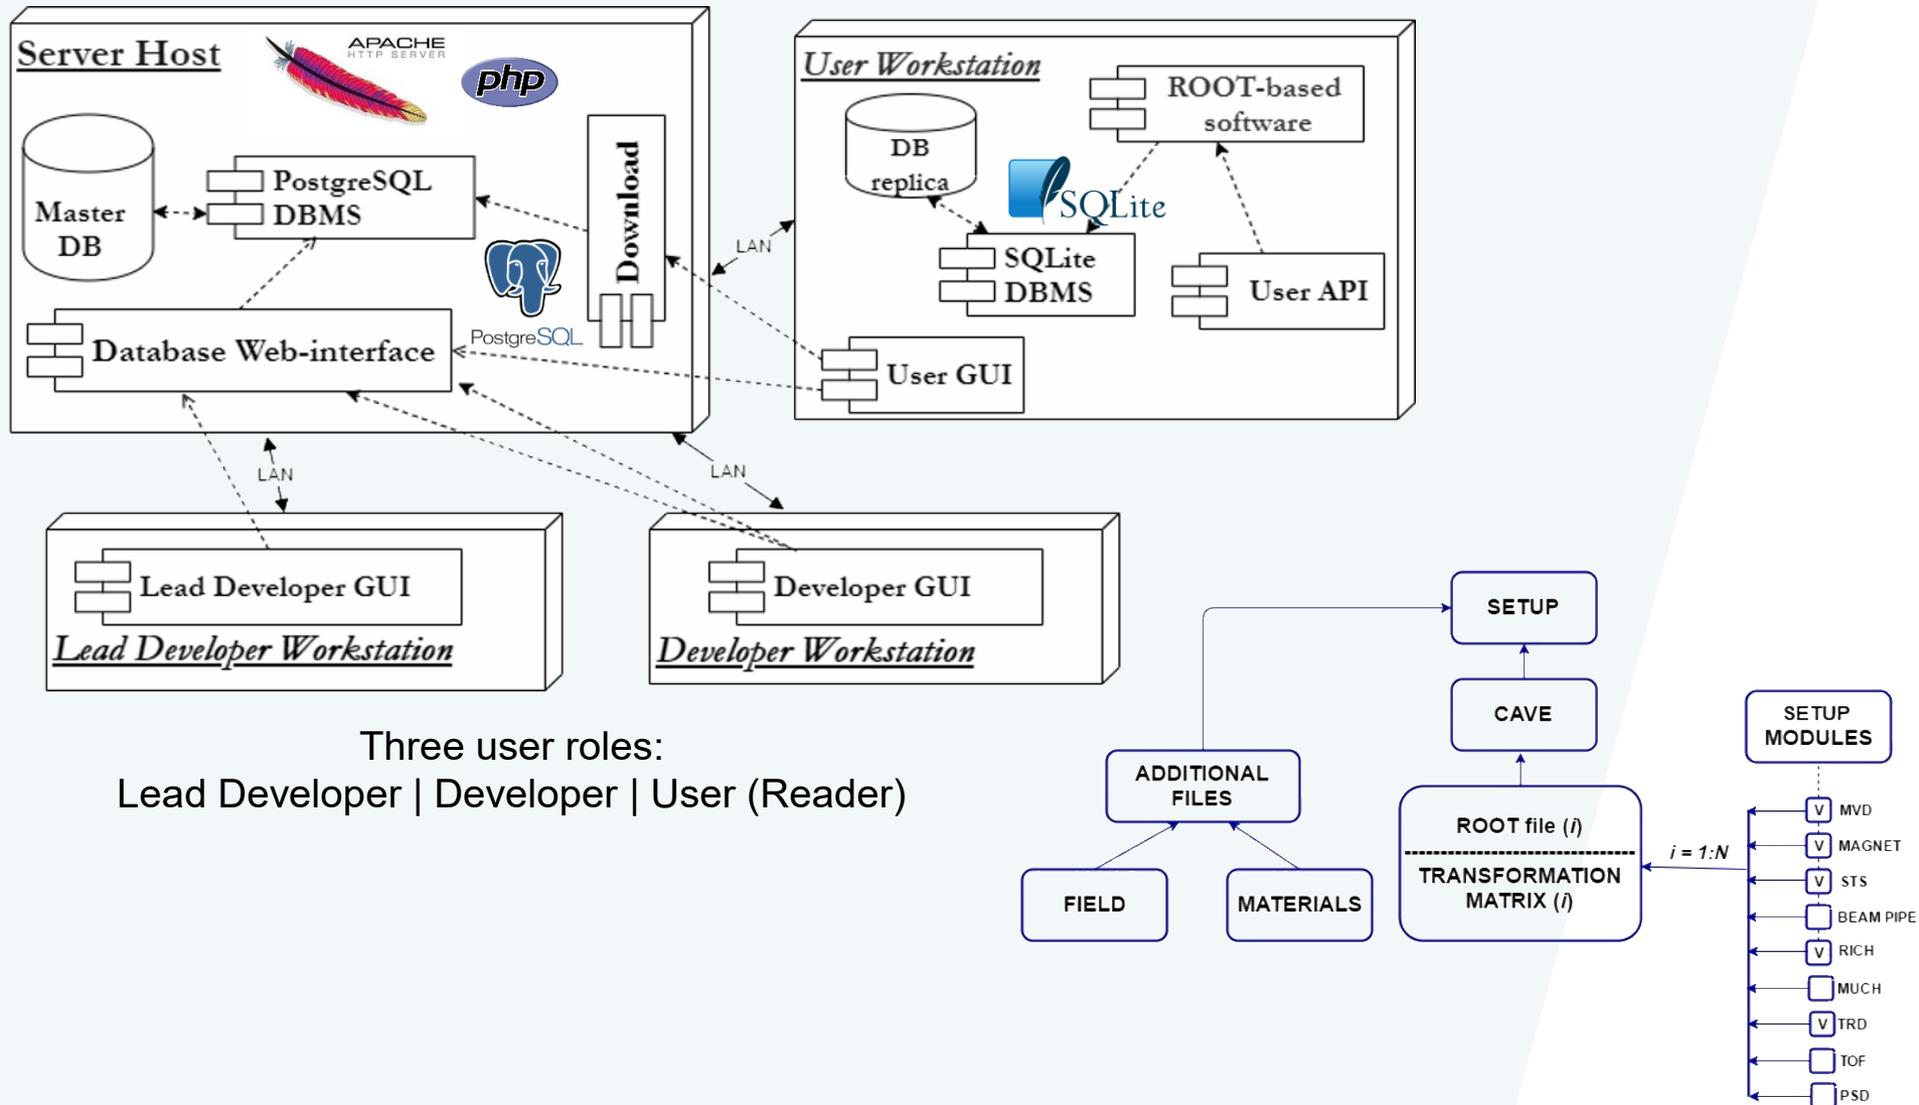 Server Host
APACHE
HTTP SERVER
php
Master
DB
PostgreSQL
DBMS
Download
PostgreSQL
Database Web-interface
LAN
User Workstation
DB
replica
SQLite
ROOT-based
software
SQLite
DBMS
User API
User GUI
LAN
LAN
Lead Developer GUI
Lead Developer Workstation
Developer GUI
Developer Workstation
Three user roles:
Lead Developer | Developer | User (Reader)
SETUP
CAVE
ADDITIONAL
FILES
FIELD
MATERIALS
ROOT file (i)
TRANSFORMATION
MATRIX (i)
i = 1:N
SETUP
MODULES
V MVD
V MAGNET
V STS
BEAM PIPE
V RICH
MUCH
V TRD
TOF
PSD